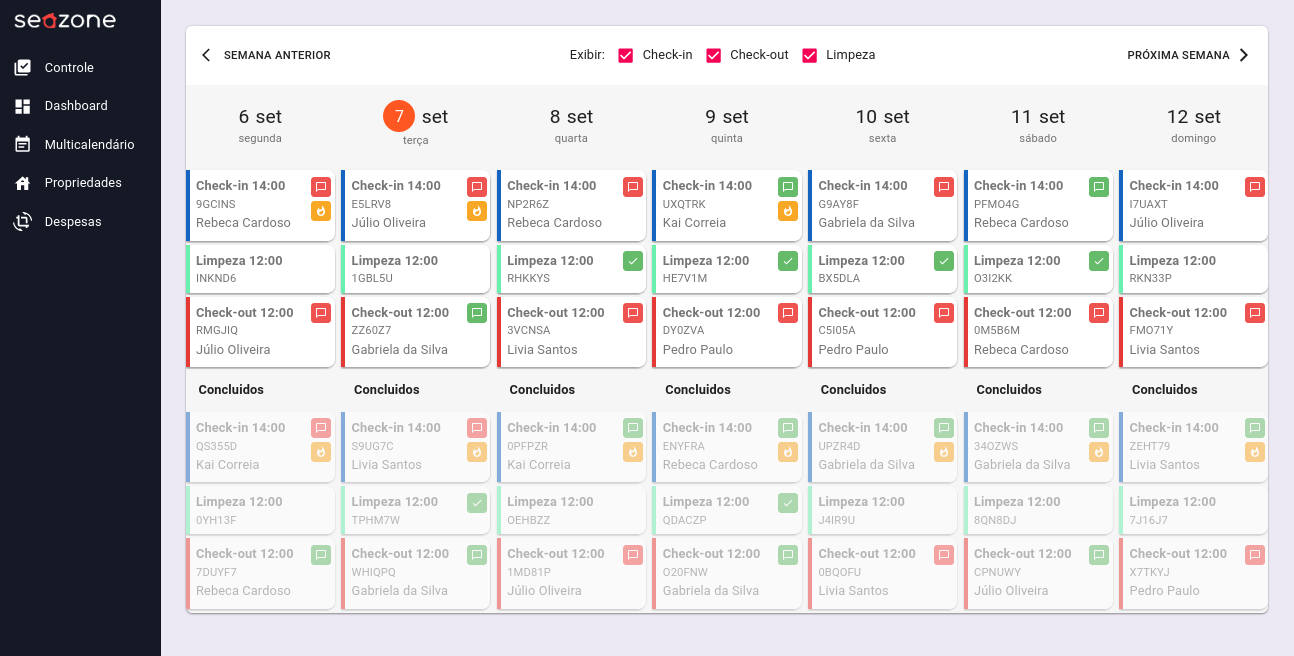 seazone
Controle
Dashboard
Multicalendário
Propriedades
Despesas
SEMANA ANTERIOR
Exibir: Check-in Check-out Limpeza
PRÓXIMA SEMANA
6 set
segunda
7 set
terça
8 set
quarta
9 set
quinta
10 set
sexta
11 set
sábado
12 set
domingo
Check-in 14:00
9GCINS
Rebeca Cardoso
Check-in 14:00
E5LRV8
Júlio Oliveira
Check-in 14:00
NP2R6Z
Rebeca Cardoso
Check-in 14:00
UXQTRK
Kai Correia
Check-in 14:00
G9AY8F
Gabriela da Silva
Check-in 14:00
PFMO4G
Rebeca Cardoso
Check-in 14:00
I7UAXT
Júlio Oliveira
Limpeza 12:00
INKND6
Limpeza 12:00
1GBL5U
Limpeza 12:00
RHKKYS
Limpeza 12:00
HE7V1M
Limpeza 12:00
BX5DLA
Limpeza 12:00
O3I2KK
Limpeza 12:00
RKN33P
Check-out 12:00
RMGJIQ
Júlio Oliveira
Check-out 12:00
ZZ60Z7
Gabriela da Silva
Check-out 12:00
3VCNSA
Livia Santos
Check-out 12:00
DY0ZVA
Pedro Paulo
Check-out 12:00
C5I05A
Pedro Paulo
Check-out 12:00
0M5B6M
Rebeca Cardoso
Check-out 12:00
FMO71Y
Livia Santos
Concluidos
Concluidos
Concluidos
Concluidos
Concluidos
Concluidos
Concluidos
Check-in 14:00
QS355D
Kai Correia
Check-in 14:00
S9UG7C
Livia Santos
Check-in 14:00
0PFPZR
Kai Correia
Check-in 14:00
ENYFRA
Rebeca Cardoso
Check-in 14:00
UPZR4D
Gabriela da Silva
Check-in 14:00
34OZWS
Gabriela da Silva
Check-in 14:00
ZEHT79
Livia Santos
Limpeza 12:00
0YH13F
Limpeza 12:00
TPHM7W
Limpeza 12:00
OEHBZZ
Limpeza 12:00
QDACZP
Limpeza 12:00
J4IR9U
Limpeza 12:00
8QN8DJ
Limpeza 12:00
7J16J7
Check-out 12:00
7DUYF7
Rebeca Cardoso
Check-out 12:00
WHIQPQ
Gabriela da Silva
Check-out 12:00
1MD81P
Júlio Oliveira
Check-out 12:00
O20FNW
Gabriela da Silva
Check-out 12:00
0BQOFU
Livia Santos
Check-out 12:00
CPNUWY
Júlio Oliveira
Check-out 12:00
X7TKYJ
Pedro Paulo